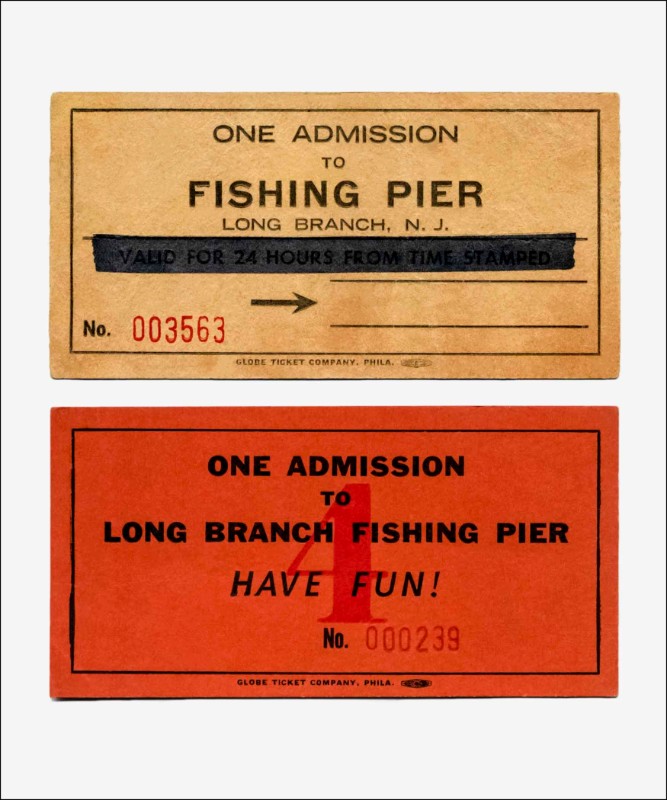 ONE ADMISSION
TO
FISHING PIER
LONG BRANCH, N. J.
VALID FOR 24 HOURS FROM TIME STAMPED
No. 003563
GLOBE TICKET COMPANY, PHILA.
ONE ADMISSION
TO
LONG BRANCH FISHING PIER
4
HAVE FUN!
No. 000239
GLOBE TICKET COMPANY, PHILA.